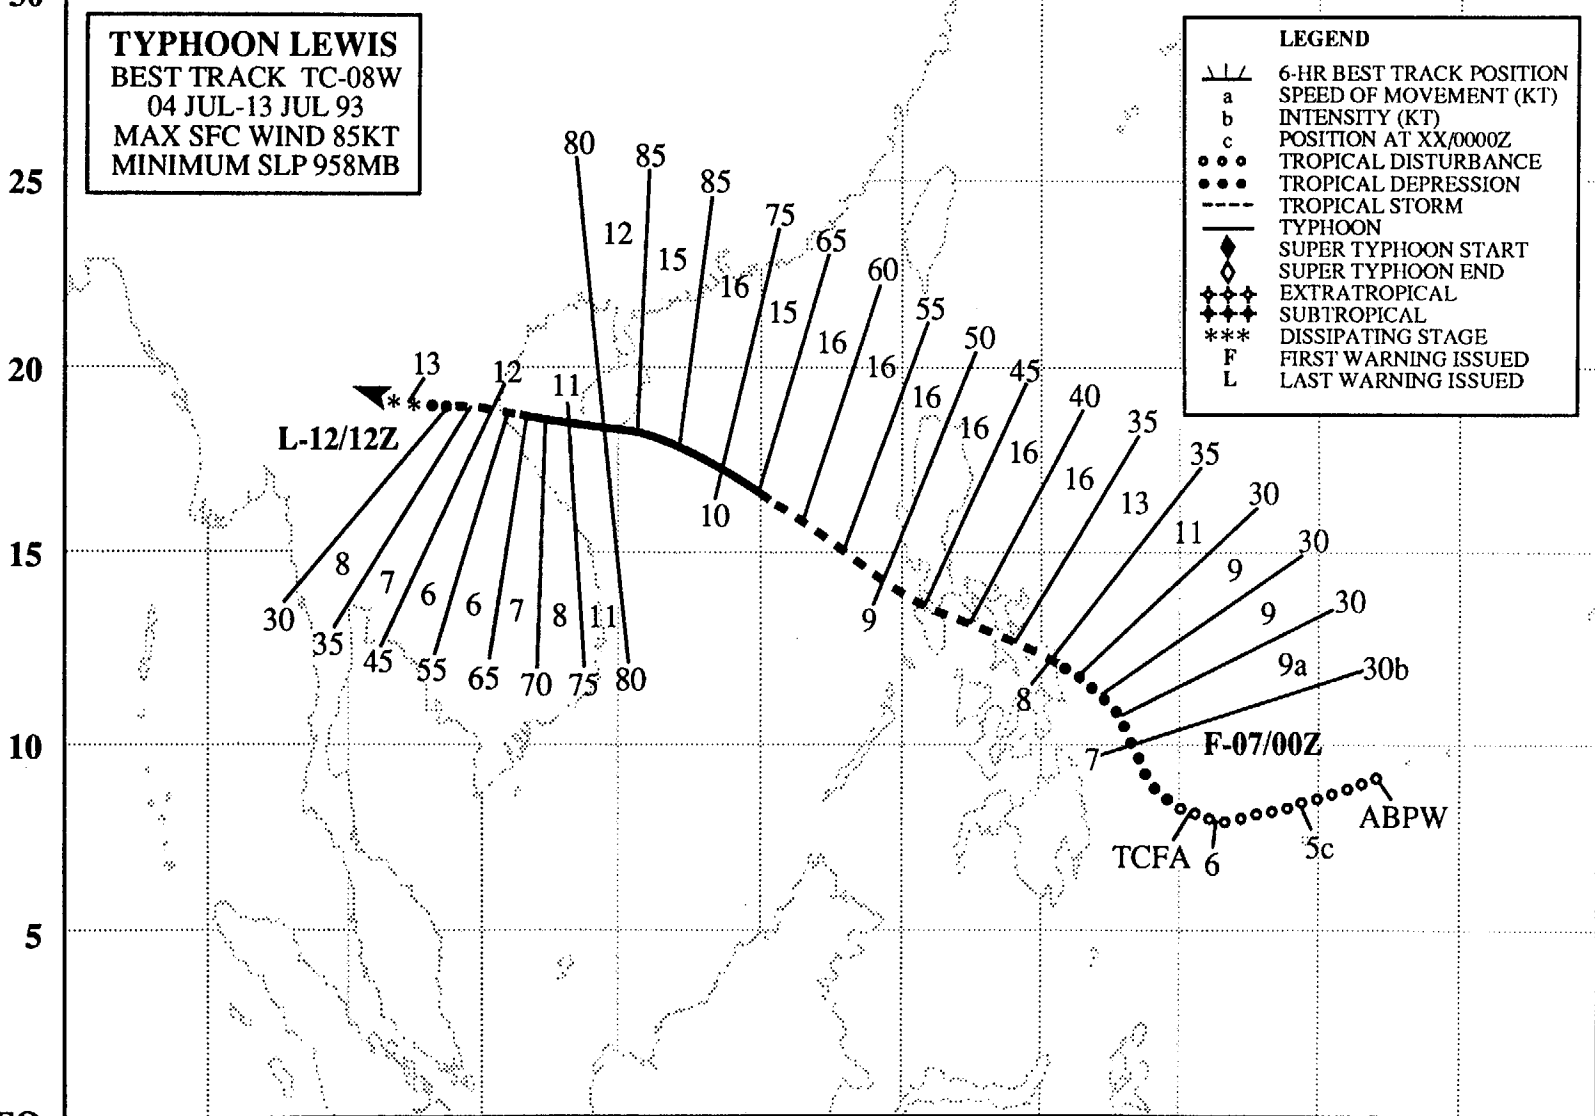 TYPHOON LEWIS
BEST TRACK TC-08W
04 JUL-13 JUL 93
MAX SFC WIND 85KT
MINIMUM SLP 958MB
LEGEND
6-HR BEST TRACK POSITION
a SPEED OF MOVEMENT (KT)
b INTENSITY (KT)
c POSITION AT XX/0000Z
TROPICAL DISTURBANCE
TROPICAL DEPRESSION
TROPICAL STORM
TYPHOON
SUPER TYPHOON START
SUPER TYPHOON END
EXTRATROPICAL
SUBTROPICAL
*** DISSIPATING STAGE
F FIRST WARNING ISSUED
L LAST WARNING ISSUED
25
20
15
10
5
80
85
85
75
65
60
55
50
45
40
35
35
30
30
30
30b
12
15
16
15
16
16
16
16
16
16
13
11
9
9
9a
13
12
11
10
9
8
7
6
5c
L-12/12Z
F-07/00Z
TCFA
ABPW
8
7
6
6
7
8
11
30
35
45
55
65
70
75
80